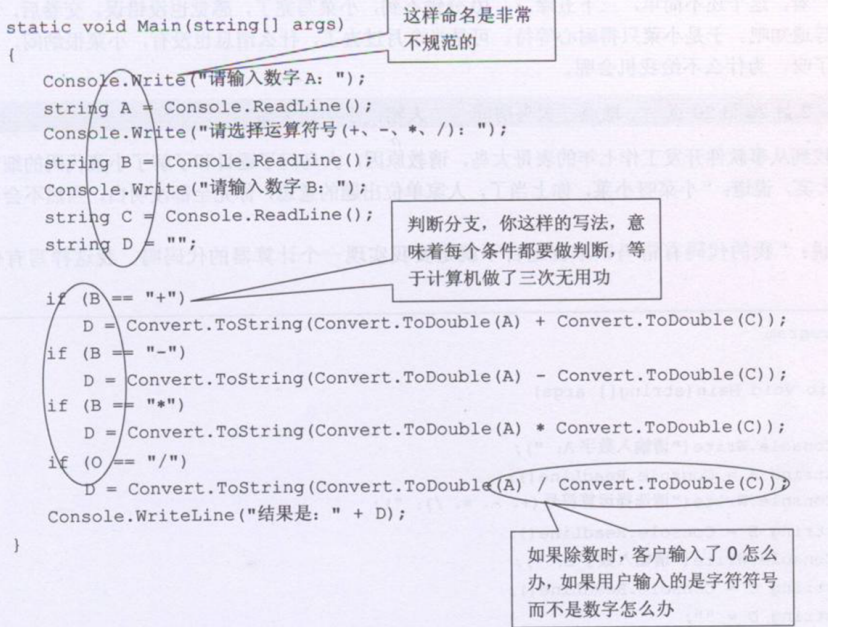 static void Main(string[] args)
这样命名是非常
不规范的
{
Console.Write("请输入数字 A: ");
string A = Console.ReadLine();
Console.Write("请选择运算符号(+、-、*、/): ");
string B = Console.ReadLine();
Console.Write("请输入数字 B: ");
string C = Console.ReadLine();
string D = "";
判断分支，你这样的写法，意
味着每个条件都要做判断，等
于计算机做了三次无用功
if (B == "+")
D = Convert.ToString(Convert.ToDouble(A) + Convert.ToDouble(C));
if (B == "-")
D = Convert.ToString(Convert.ToDouble(A) - Convert.ToDouble(C));
if (B == "*")
D = Convert.ToString(Convert.ToDouble(A) * Convert.ToDouble(C));
if (O == "/")
D = Convert.ToString(Convert.ToDouble(A) / Convert.ToDouble(C));
Console.WriteLine("结果是: " + D);
}
如果除数时，客户输入了 0 怎么
办，如果用户输入的是字符符号
而不是数字怎么办